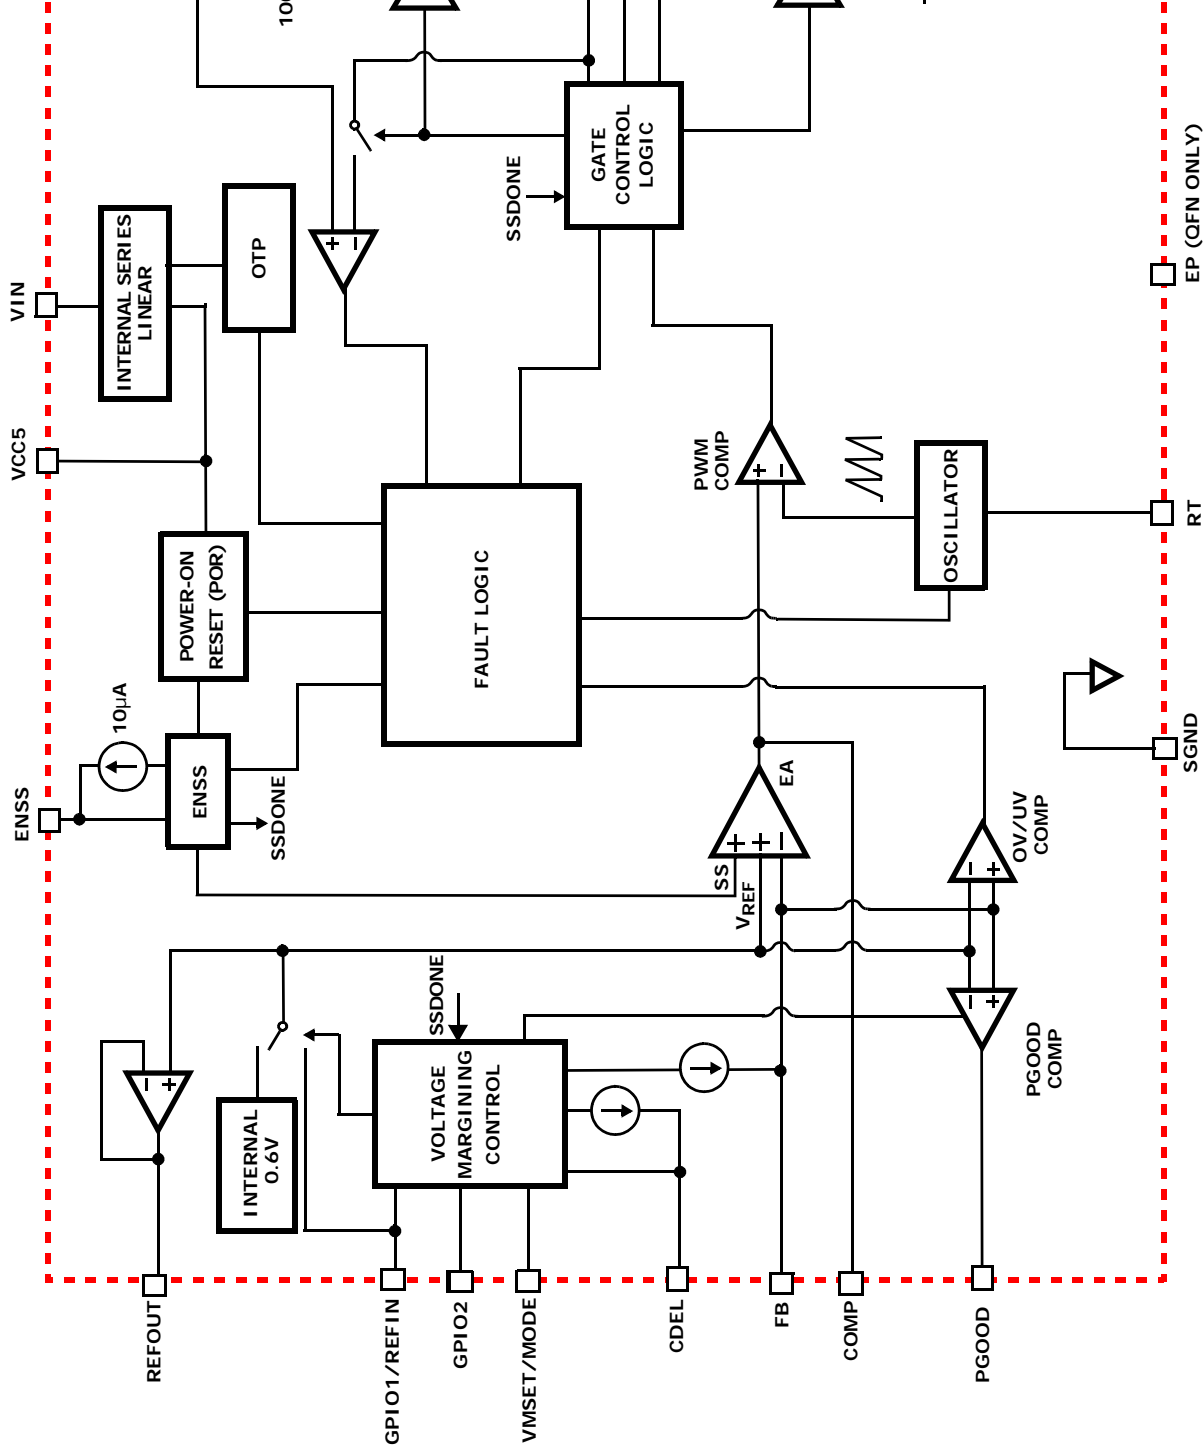 100
GATE
CONTROL
LOGIC
SSDONE
EP (QFN ONLY)
INTERNAL SERIES
LINEAR
OTP
VIN
+
−
VCC5
PWM
COMP
+
−
OSCILLATOR
RT
POWER-ON
RESET (POR)
FAULT LOGIC
10µA
ENSS
ENSS
SSDONE
SGND
EA
SS
VREF
+
+
−
OV/UV
COMP
−
+
SSDONE
−
+
PGOOD
COMP
−
+
INTERNAL
0.6V
VOLTAGE
MARGINING
CONTROL
REFOUT
GPIO1/REFIN
GPIO2
VMSET/MODE
CDEL
FB
COMP
PGOOD